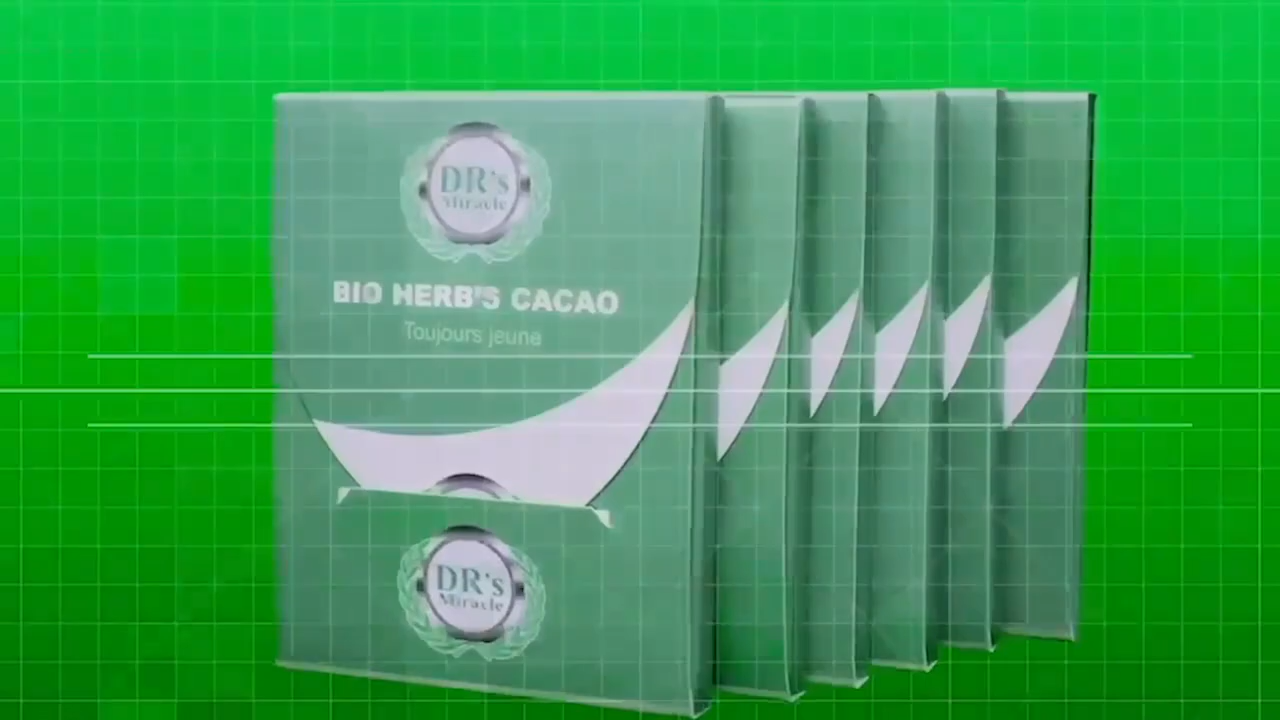 DR's
Miracle
BIO HERB'S CACAO
Toujours jeune
DR's
Miracle